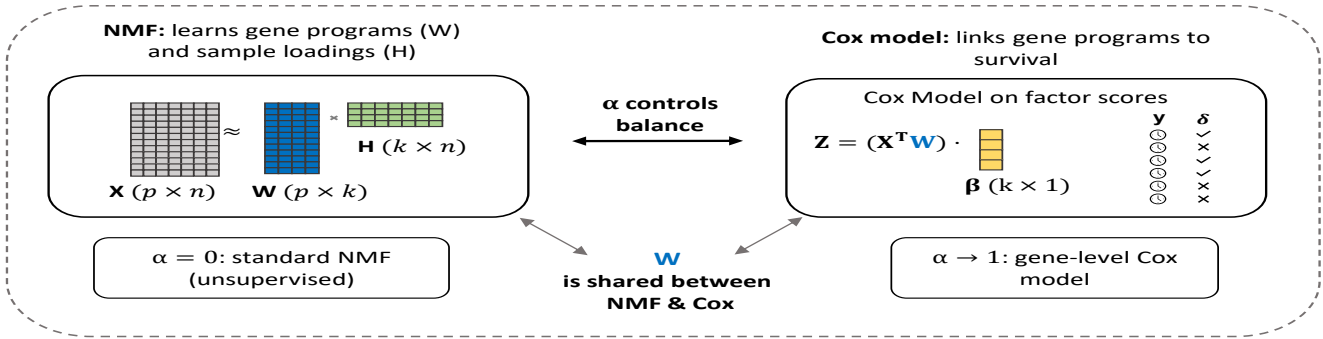 NMF: learns gene programs (W)
and sample loadings (H)
≈
×
H (k × n)
X (p × n)
W (p × k)
α = 0: standard NMF
(unsupervised)
α controls
balance
W
is shared between
NMF & Cox
Cox model: links gene programs to
survival
Cox Model on factor scores
Z = (XᵀW) ·
β (k × 1)
y δ
✓
×
✓
✓
×
×
α → 1: gene-level Cox
model